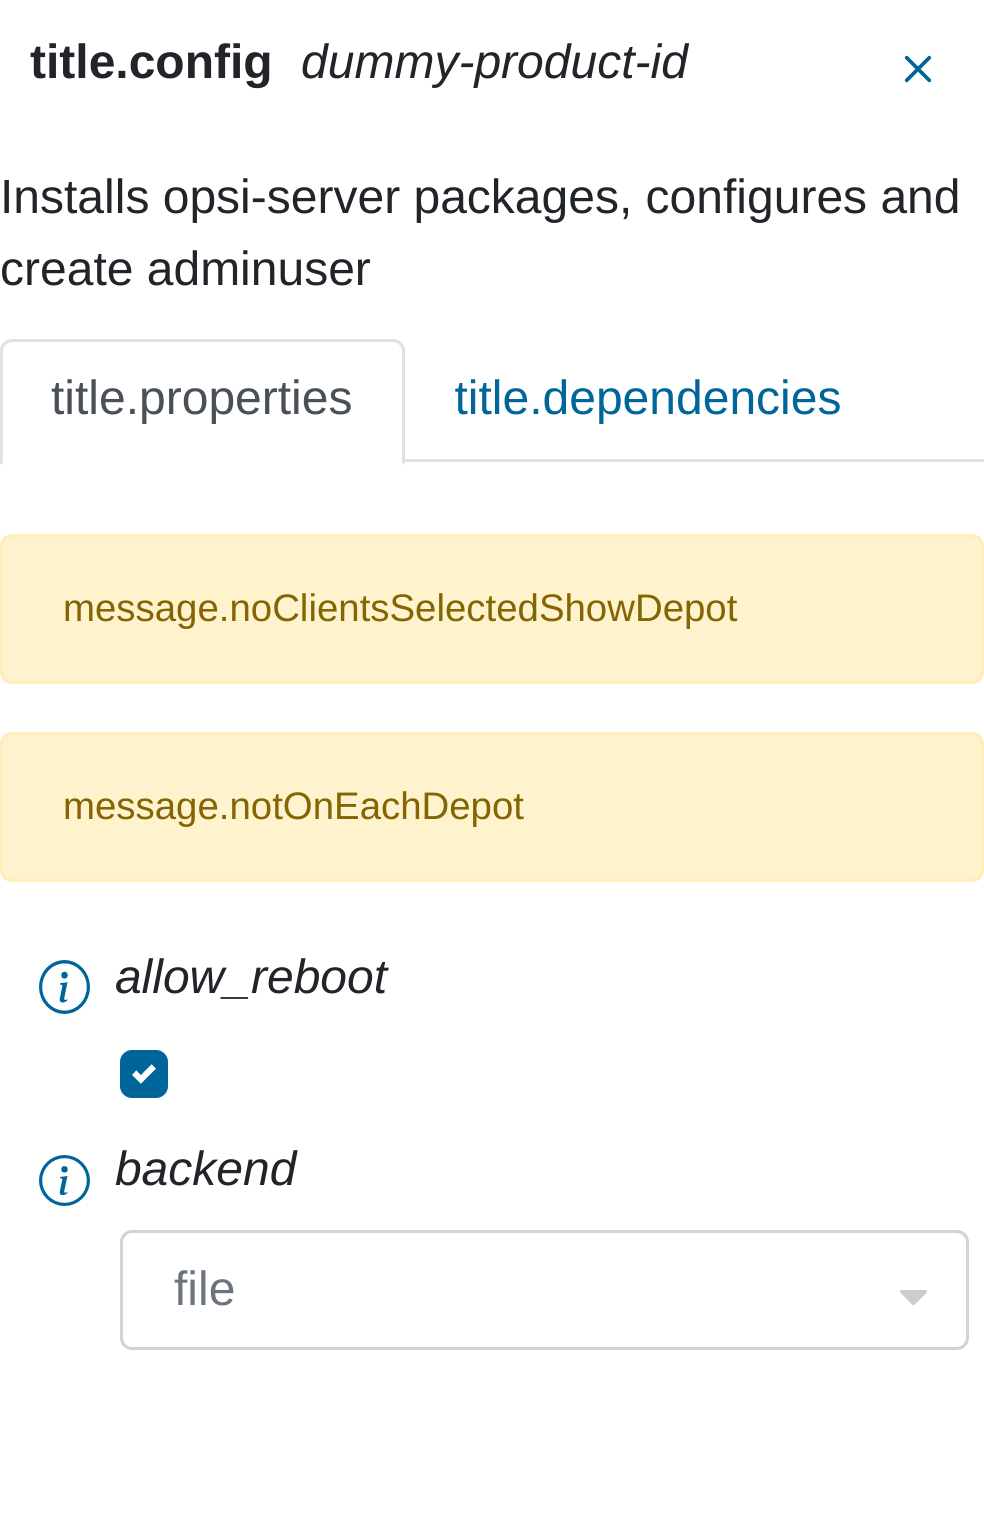 title.config dummy-product-id
Installs opsi-server packages, configures and
create adminuser
title.properties title.dependencies
message.noClientsSelectedShowDepot
message.notOnEachDepot
allow_reboot
backend
file